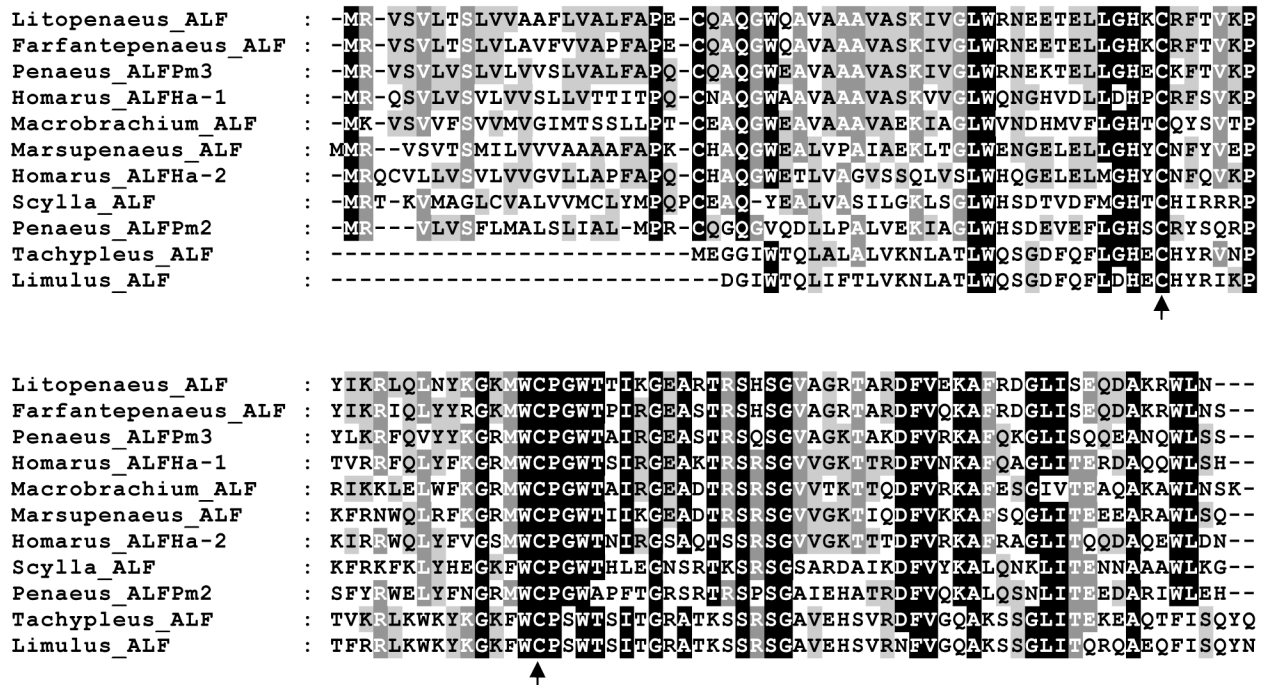 Litopenaeus_ALF : -MR-VSVLTSLVVAAFLVALFAPE-CQAQGWQAVAAAVASKIVGLWRNEETELLGHKCRFTVKP
Farfantepenaeus_ALF : -MR-VSVLTSLVLAVFVVAPFAPE-CQAQGWQAVAAAVASKIVGLWRNEETELLGHKCRFTVKP
Penaeus_ALFPm3 : -MR-VSVLVSLVLVVSLVALFAPQ-CQAQGWEAVAAAVASKIVGLWRNEKTELLGHECKFTVKP
Homarus_ALFHa-1 : -MR-QSVLVSVLVVSLLVTTITPQ-CNAQGWAAVAAAVASKVVGLWQNGHVDLLDHPCRFSVKP
Macrobrachium_ALF : -MK-VSVVFSVVMVGIMTSSLLPT-CEAQGWEAVAAAVAEKIAGLWVNDHMVFLGHTCQYSVTP
Marsupenaeus_ALF : MMR--VSVTSMILVVVAAAAFAPK-CHAQGWEALVPAIAEKLTGLWENGELELLGHYCNFYVEP
Homarus_ALFHa-2 : -MRQCVLLVSVLVVGVLLAPFAPQ-CHAQGWETLVAGVSSQLVSLWHQGELELMGHYCNFQVKP
Scylla_ALF : -MRT-KVMAGLCVALVVMCLYMPQPCEAQ-YEALVASILGKLSGLWHSDTVDFMGHTCHIRRRP
Penaeus_ALFPm2 : -MR---VLVSFLMALSLIAL-MPR-CQGQGVQDLLPALVEKIAGLWHSDEVEFLGHSCRYSQRP
Tachypleus_ALF : -------------------------MEGGIWTQLALALVKNLATLWQSGDFQFLGHECHYRVNP
Limulus_ALF : ---------------------------DGIWTQLIFTLVKNLATLWQSGDFQFLDHECHYRIKP
Litopenaeus_ALF : YIKRLQLNYKGKMWCPGWTTIKGEARTRSHSGVAGRTARDFVEKAFRDGLISEQDAKRWLN---
Farfantepenaeus_ALF : YIKRIQLYYRGKMWCPGWTPIRGEASTRSHSGVAGRTARDFVQKAFRDGLISEQDAKRWLNS--
Penaeus_ALFPm3 : YLKRFQVYYKGRMWCPGWTAIRGEASTRSQSGVAGKTAKDFVRKAFQKGLISQQEANQWLSS--
Homarus_ALFHa-1 : TVRRFQLYFKGRMWCPGWTSIRGEAKTRSRSGVVGKTTRDFVNKAFQAGLITERDAQQWLSH--
Macrobrachium_ALF : RIKKLELWFKGRMWCPGWTAIRGEADTRSRSGVVTKTTQDFVRKAFESGIVTEAQAKAWLNSK-
Marsupenaeus_ALF : KFRNWQLRFKGRMWCPGWTIIKGEADTRSRSGVVGKTIQDFVKKAFSQGLITEEEARAWLSQ--
Homarus_ALFHa-2 : KIRRWQLYFVGSMWCPGWTNIRGSAQTSSRSGVVGKTTTDFVRKAFRAGLITQQDAQEWLDN--
Scylla_ALF : KFRKFKLYHEGKFWCPGWTHLEGNSRTKSRSGSARDAIKDFVYKALQNKLITENNAAAWLKG--
Penaeus_ALFPm2 : SFYRWELYFNGRMWCPGWAPFTGRSRTRSPSGAIEHATRDFVQKALQSNLITEEDARIWLEH--
Tachypleus_ALF : TVKRLKWKYKGKFWCPSWTSITGRATKSSRSGAVEHSVRDFVGQAKSSGLITEKEAQTFISQYQ
Limulus_ALF : TFRRLKWKYKGKFWCPSWTSITGRATKSSRSGAVEHSVRNFVGQAKSSGLITQRQAEQFISQYN